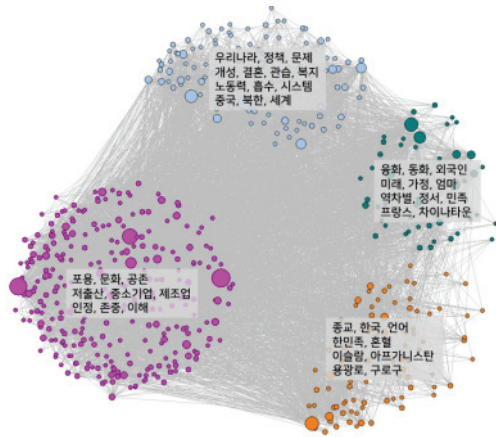 우리나라, 정책, 문제
개성, 결혼, 관습, 복지
노동력, 흡수, 시스템
중국, 북한, 세계
융화, 동화, 외국인
미래, 가정, 엄마
역차별, 정서, 민족
프랑스, 차이나타운
포용, 문화, 공존
저출산, 중소기업, 제조업
인정, 존중, 이해
종교, 한국, 언어
한민족, 혼혈
이슬람, 아프가니스탄
용광로, 구로구